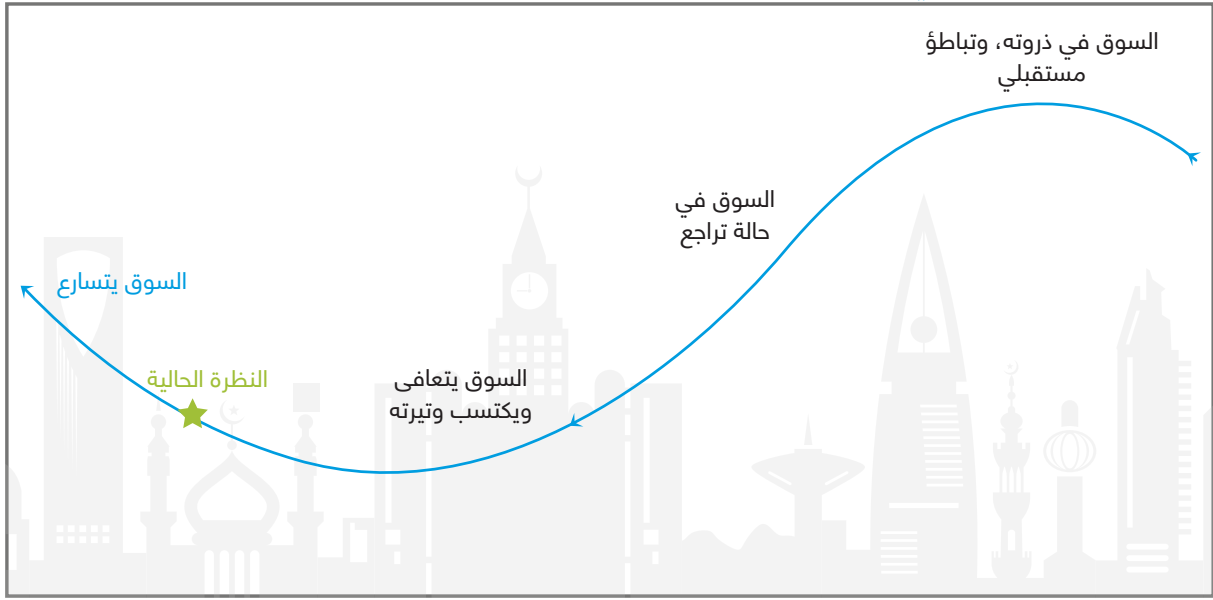 السوق في ذروته، وتباطؤ
مستقبلي
السوق في
حالة تراجع
السوق يتعافى
ويكتسب وتيرته
النظرة الحالية
السوق يتسارع